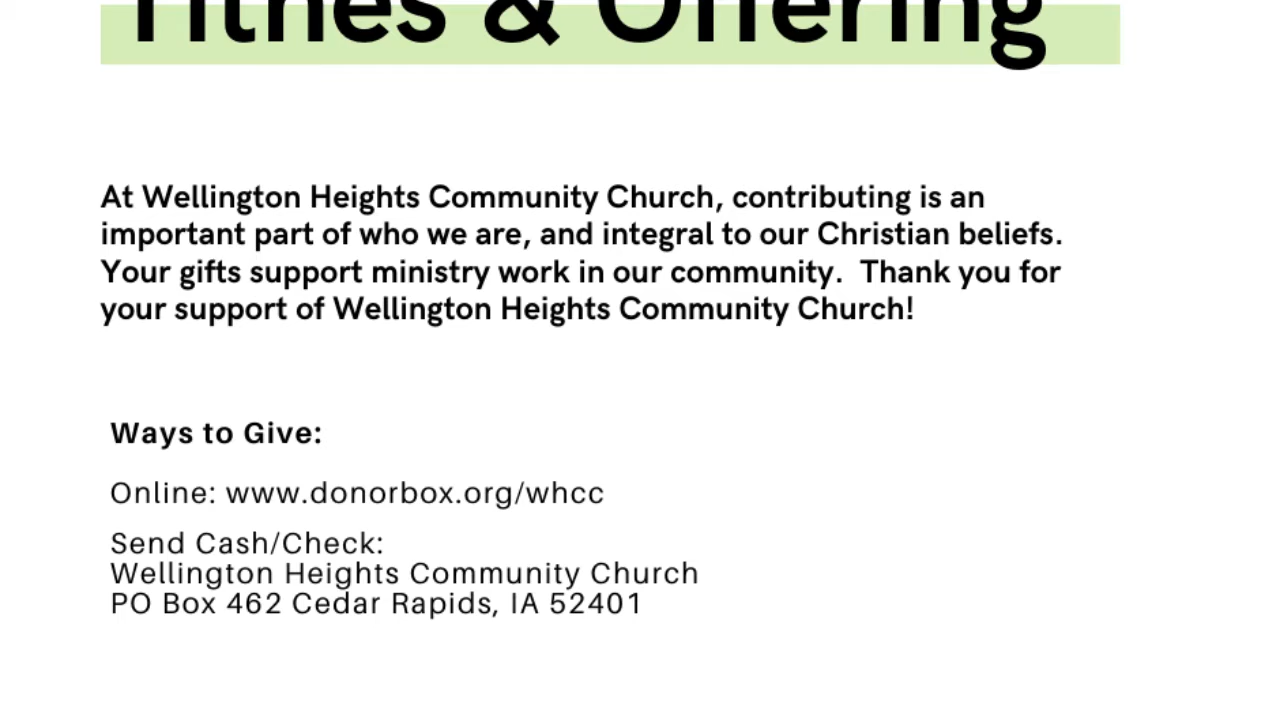 Tithes & Offering
At Wellington Heights Community Church, contributing is an
important part of who we are, and integral to our Christian beliefs.
Your gifts support ministry work in our community.  Thank you for
your support of Wellington Heights Community Church!
Ways to Give:
Online: www.donorbox.org/whcc
Send Cash/Check:
Wellington Heights Community Church
PO Box 462 Cedar Rapids, IA 52401